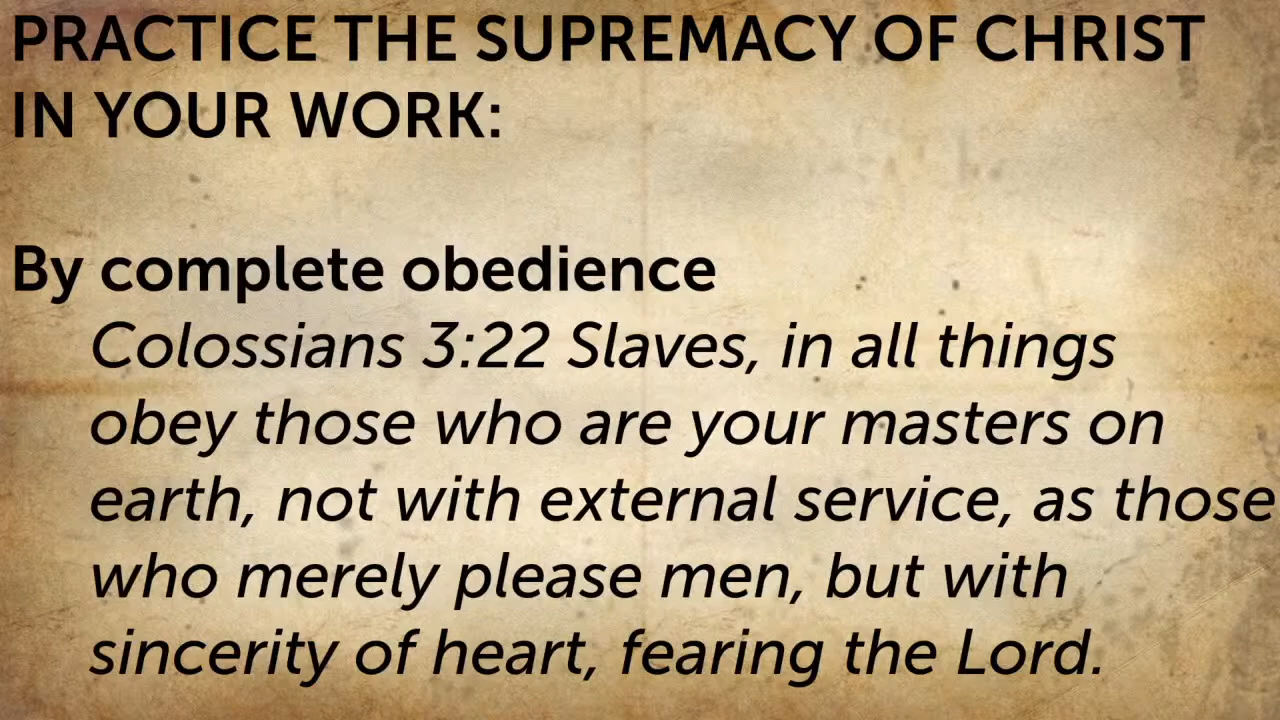 PRACTICE THE SUPREMACY OF CHRIST
IN YOUR WORK:
By complete obedience
Colossians 3:22 Slaves, in all things
obey those who are your masters on
earth, not with external service, as those
who merely please men, but with
sincerity of heart, fearing the Lord.